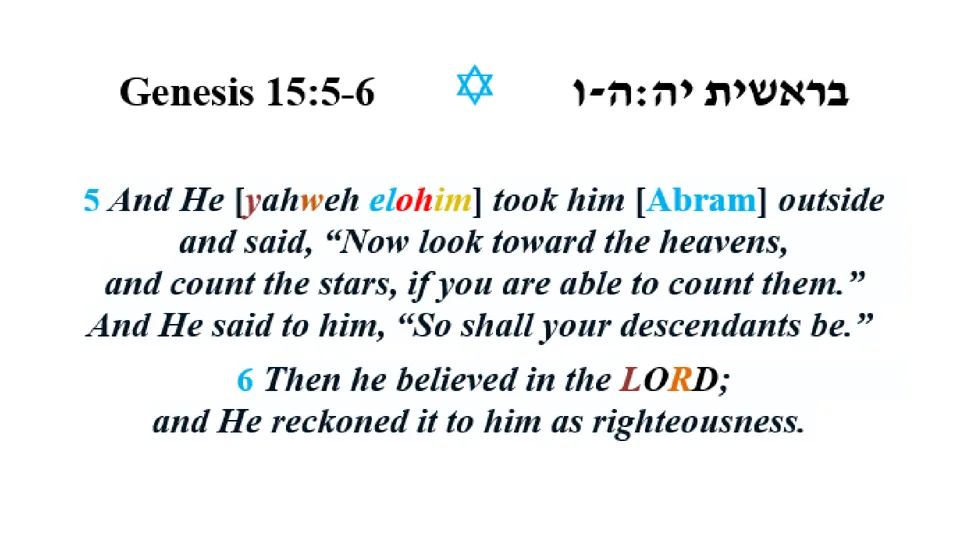 Genesis 15:5-6 ✡ בראשית יה:ה-ו
5 And He [yahweh elohim] took him [Abram] outside
and said, “Now look toward the heavens,
and count the stars, if you are able to count them.”
And He said to him, “So shall your descendants be.”
6 Then he believed in the LORD;
and He reckoned it to him as righteousness.